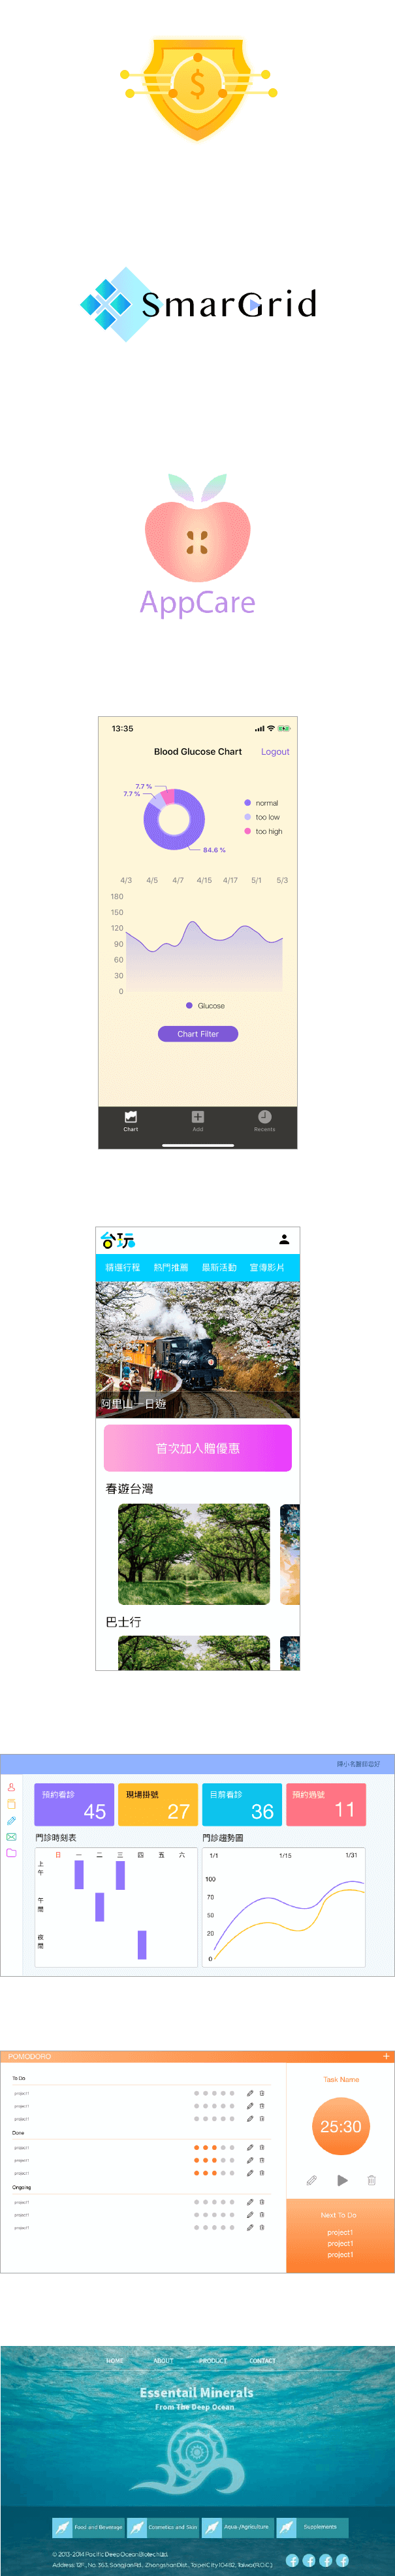 $
SmarGrid
AppCare
13:35
Blood Glucose Chart
Logout
7.7 %
7.7 %
84.6 %
normal
too low
too high
4/3 4/5 4/7 4/15 4/17 5/1 5/3
180
150
120
90
60
30
0
Glucose
Chart Filter
Chart Add Recents
台玩
精選行程 熱門推薦 最新活動 宣傳影片
阿里山一日遊
首次加入贈優惠
春遊台灣
巴士行
預約看診 45
現場掛號 27
目前看診 36
預約過號 11
門診時刻表
日 一 二 三 四 五 六
上午
午間
夜間
門診趨勢圖
1/1 1/15 1/31
100
70
50
20
0
POMODORO
+
To Do
project1
project1
project1
Done
project1
project1
project1
Ongoing
project1
project1
project1
Task Name
25:30
Next To Do
project1
project1
project1
HOME ABOUT PRODUCT CONTACT
Essentail Minerals
From The Deep Ocean
Food and Beverage
Cosmetics and Skin
Aqua-/Agriculture
Supplements
© 2013-2014 Pacific Deep Ocean Biotech Ltd.
Address: 12F., No. 363, Songjian Rd., Zhongshan Dist., Taipei City 10482, Taiwan (R.O.C.)